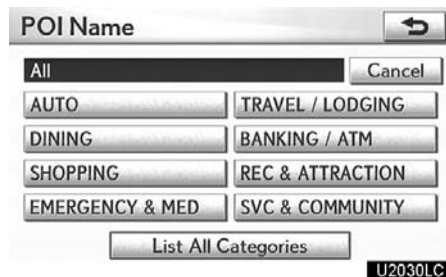 POI Name
All
Cancel
AUTO
TRAVEL / LODGING
DINING
BANKING / ATM
SHOPPING
REC & ATTRACTION
EMERGENCY & MED
SVC & COMMUNITY
List All Categories
U2030LC